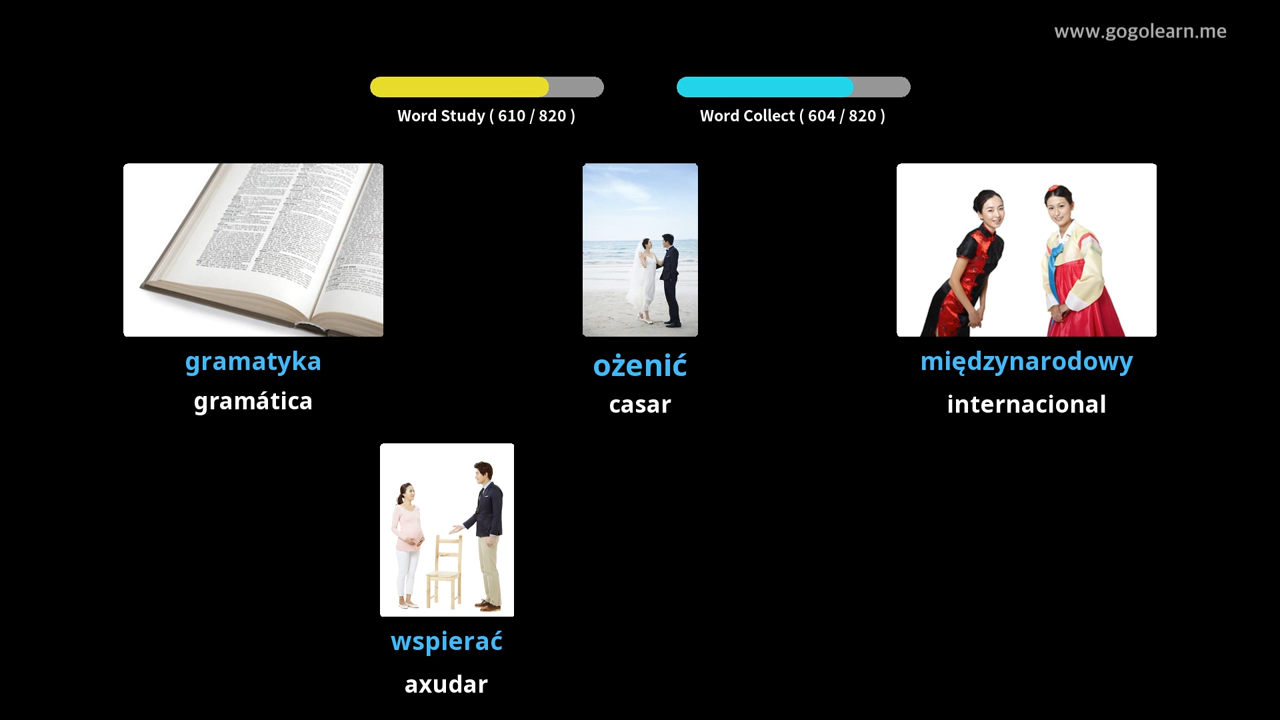 www.gogolearn.me
Word Study ( 610 / 820 )
Word Collect ( 604 / 820 )
gramatyka
gramática
ożenić
casar
międzynarodowy
internacional
wspierać
axudar